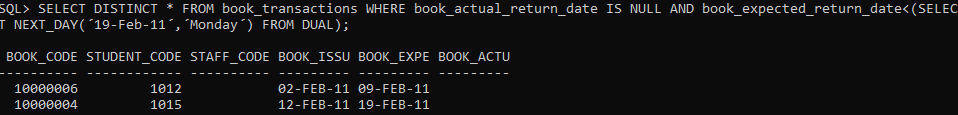 SQL> SELECT DISTINCT * FROM book_transactions WHERE book_actual_return_date IS NULL AND book_expected_return_date<(SELEC
T NEXT_DAY(´19-Feb-11´,´Monday´) FROM DUAL);
BOOK_CODE STUDENT_CODE STAFF_CODE BOOK_ISSU BOOK_EXPE BOOK_ACTU
---------- ------------ ---------- --------- --------- ---------
10000006 1012 02-FEB-11 09-FEB-11
10000004 1015 12-FEB-11 19-FEB-11